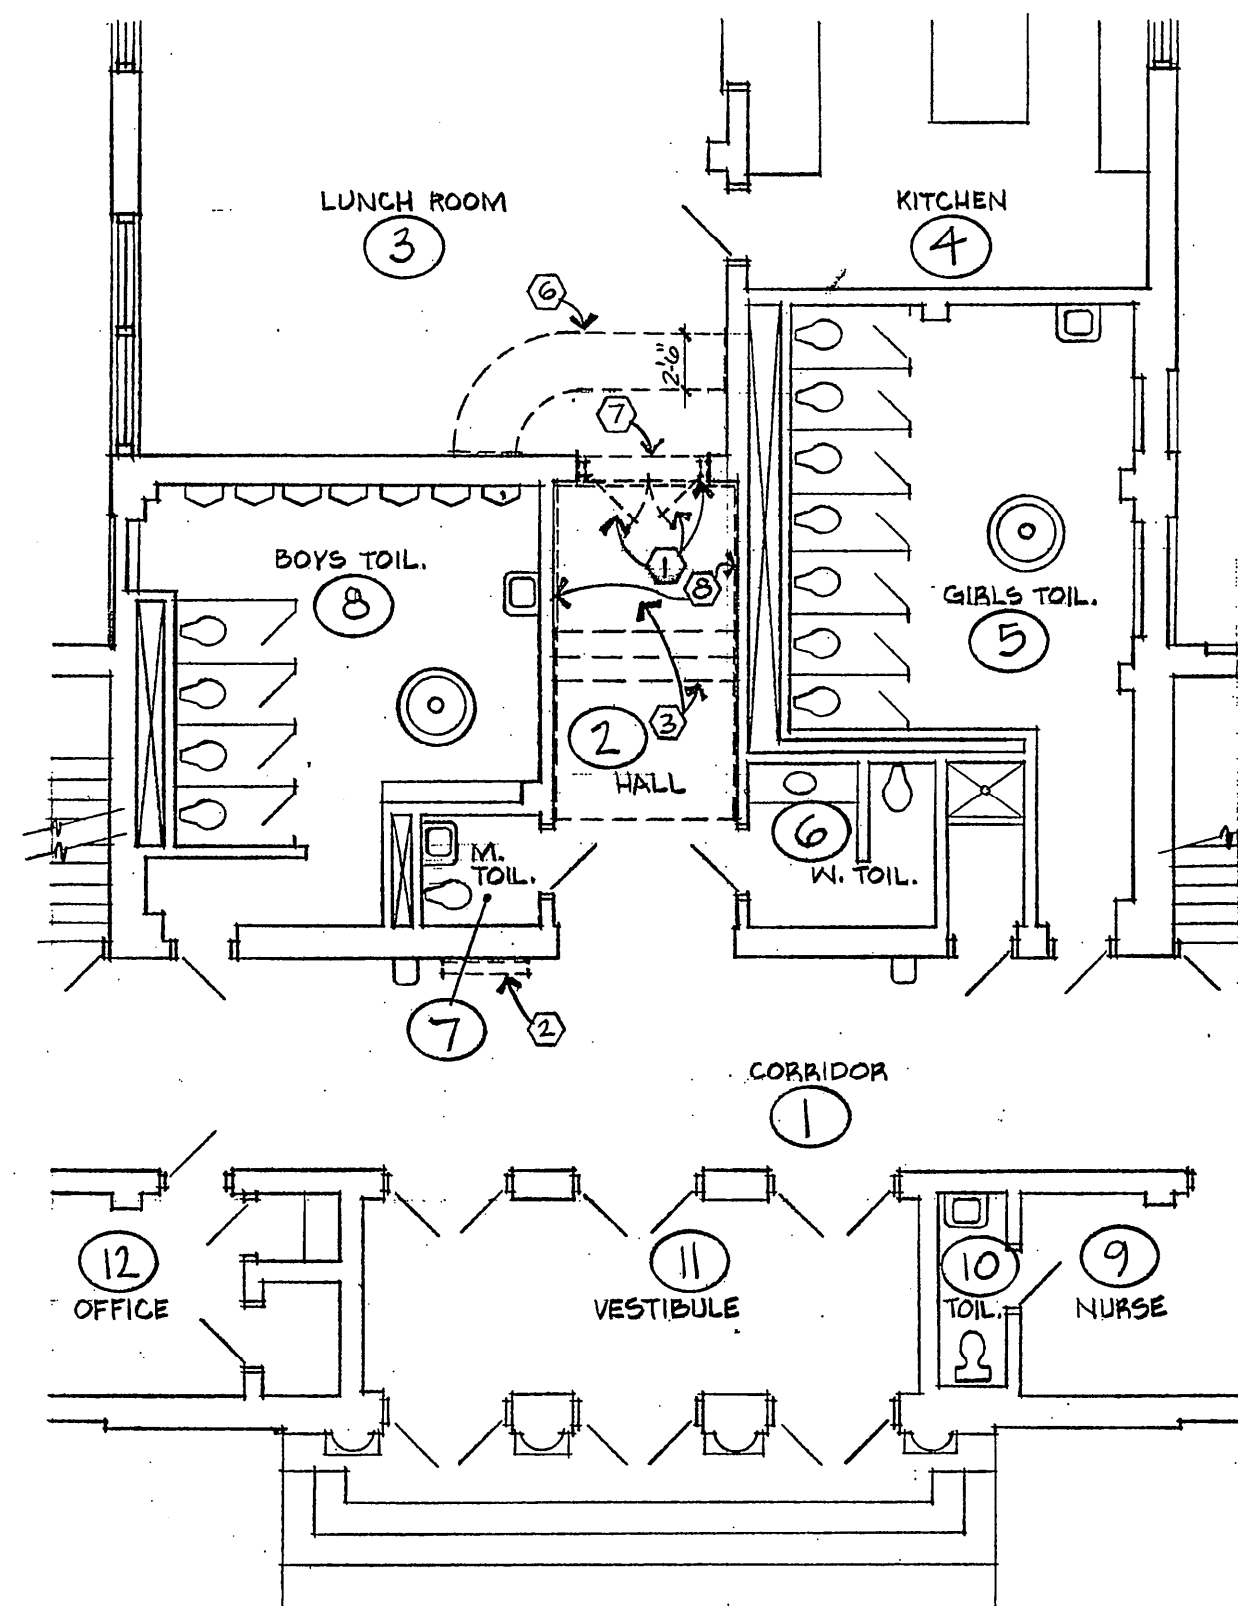 LUNCH ROOM
3
KITCHEN
4
6
2'-6"
7
BOYS TOIL.
8
1
8
GIRLS TOIL.
5
2
3
HALL
6
M.
TOIL.
W. TOIL.
7
2
CORRIDOR
1
12
OFFICE
11
VESTIBULE
10
TOIL.
9
NURSE